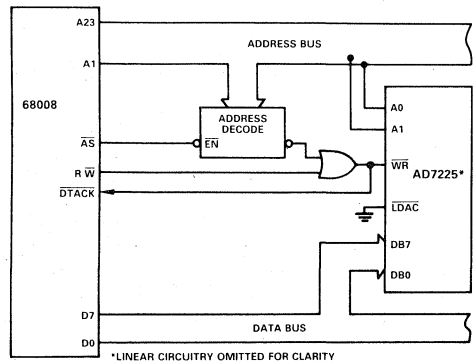 A23
ADDRESS BUS
A1
68008
ADDRESS
DECODE
A0
A1
AS
EN
R W
WR
AD7225*
DTACK
LDAC
DB7
DB0
D7
DATA BUS
D0
*LINEAR CIRCUITRY OMITTED FOR CLARITY